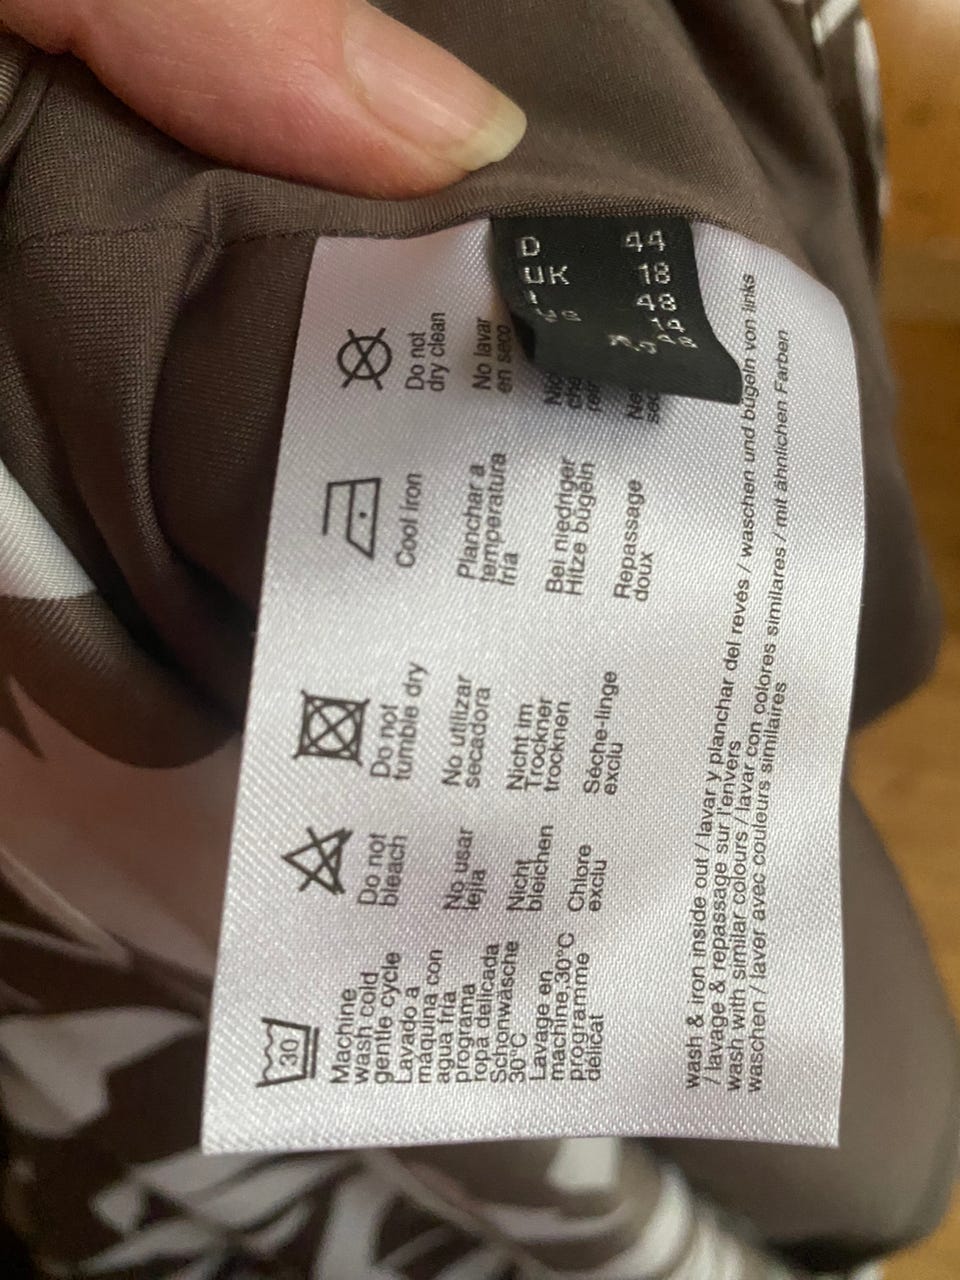 D 44
UK 18
I 48
US 14
30
Machine
wash cold
gentle cycle
Lavado a
máquina con
agua fría
programa
ropa delicada
Schonwäsche
30°C
Lavage en
machine,30°C
programme
délicat
Do not
bleach
No usar
lejia
Nicht
bleichen
Chlore
exclu
Do not
tumble dry
No utilizar
secadora
Nicht im
Trockner
trocknen
Séche-linge
exclu
Cool iron
Planchar a
temperatura
fría
Bei niedriger
Hitze bügeln
Repassage
doux
Do not
dry clean
No lavar
en seco
wash & iron inside out / lavar y planchar del revés / waschen und bügeln von links
/ lavage & repassage sur l'envers
wash with similar colours / lavar con colores similares / mit ähnlichen Farben
waschen / laver avec couleurs similaires